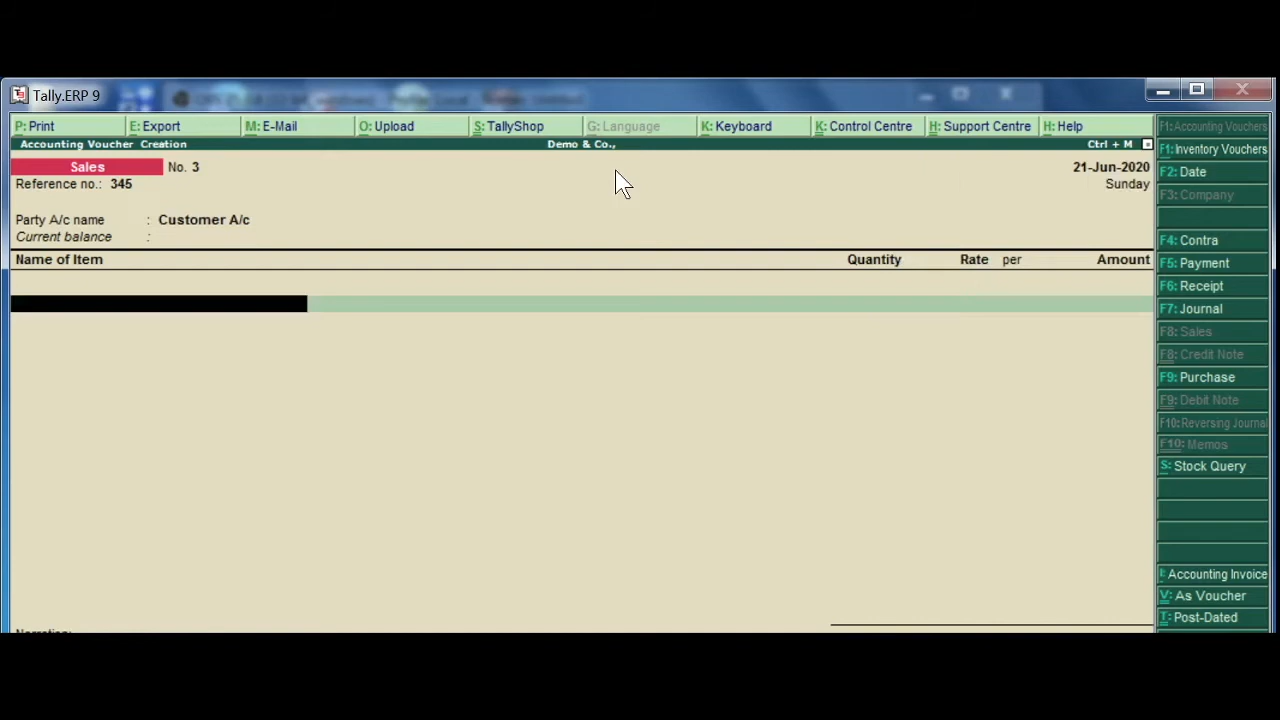 Tally.ERP 9
P: Print E: Export M: E-Mail O: Upload S: TallyShop G: Language K: Keyboard K: Control Centre H: Support Centre H: Help
Accounting Voucher Creation Demo & Co., Ctrl + M
Sales No. 3 21-Jun-2020
Reference no.: 345 Sunday
Party A/c name : Customer A/c
Current balance :
Name of Item Quantity Rate per Amount
Narration:
F1: Accounting Vouchers
F1: Inventory Vouchers
F2: Date
F3: Company
F4: Contra
F5: Payment
F6: Receipt
F7: Journal
F8: Sales
F8: Credit Note
F9: Purchase
F9: Debit Note
F10: Reversing Journal
F10: Memos
S: Stock Query
I: Accounting Invoice
V: As Voucher
T: Post-Dated